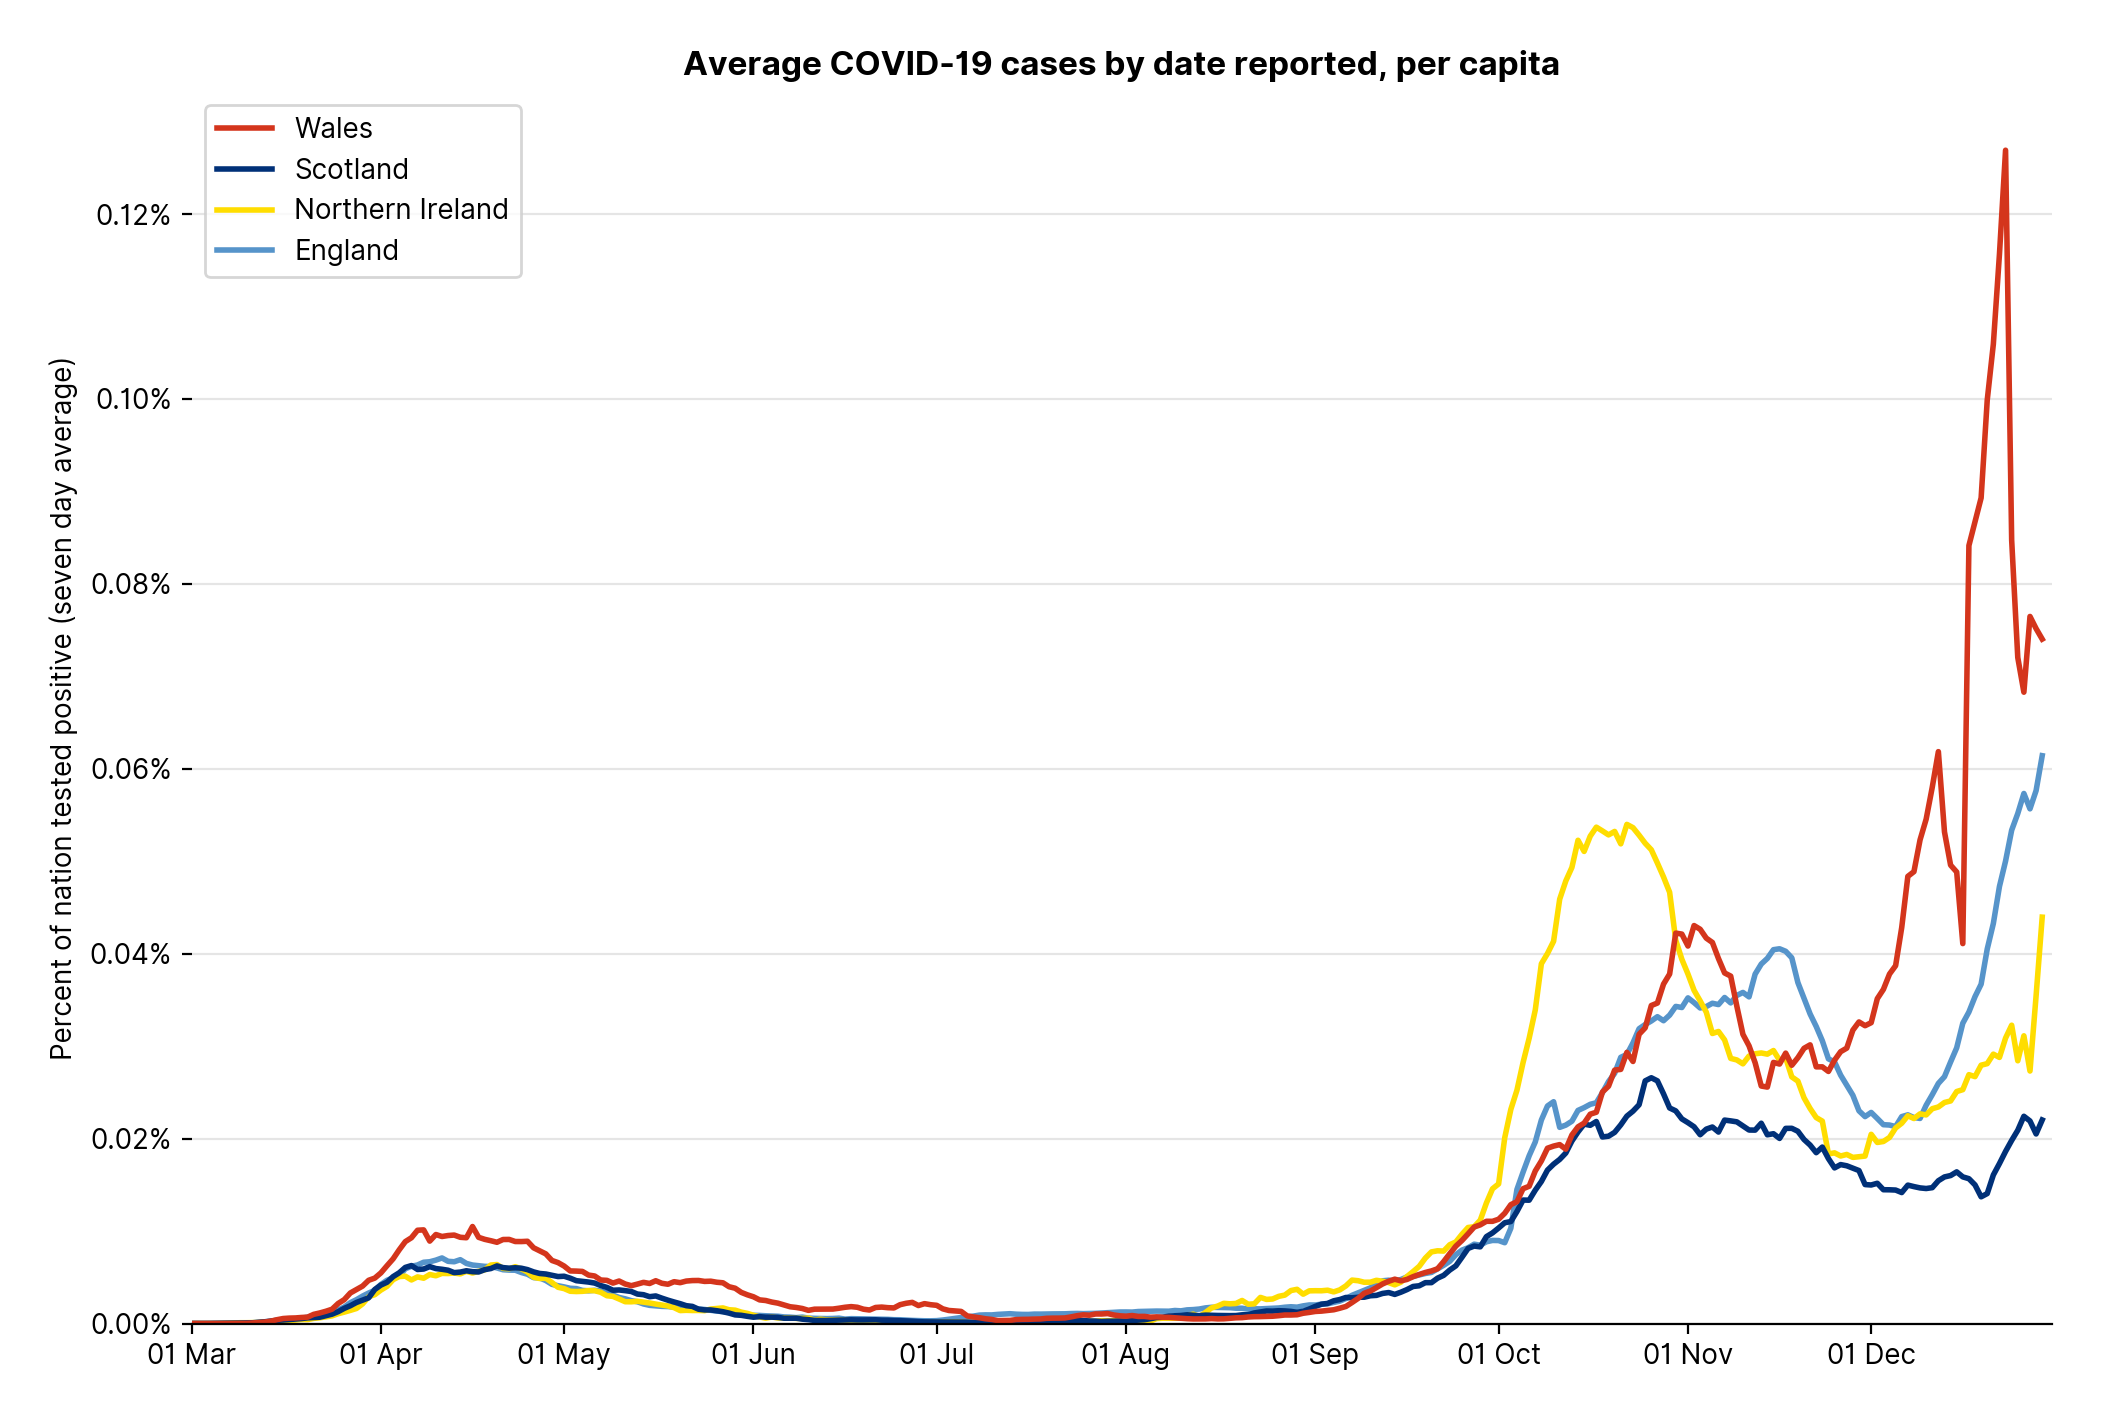 Average COVID-19 cases by date reported, per capita
Wales
Scotland
Northern Ireland
England
Percent of nation tested positive (seven day average)
0.12%
0.10%
0.08%
0.06%
0.04%
0.02%
0.00%
01 Mar 01 Apr 01 May 01 Jun 01 Jul 01 Aug 01 Sep 01 Oct 01 Nov 01 Dec